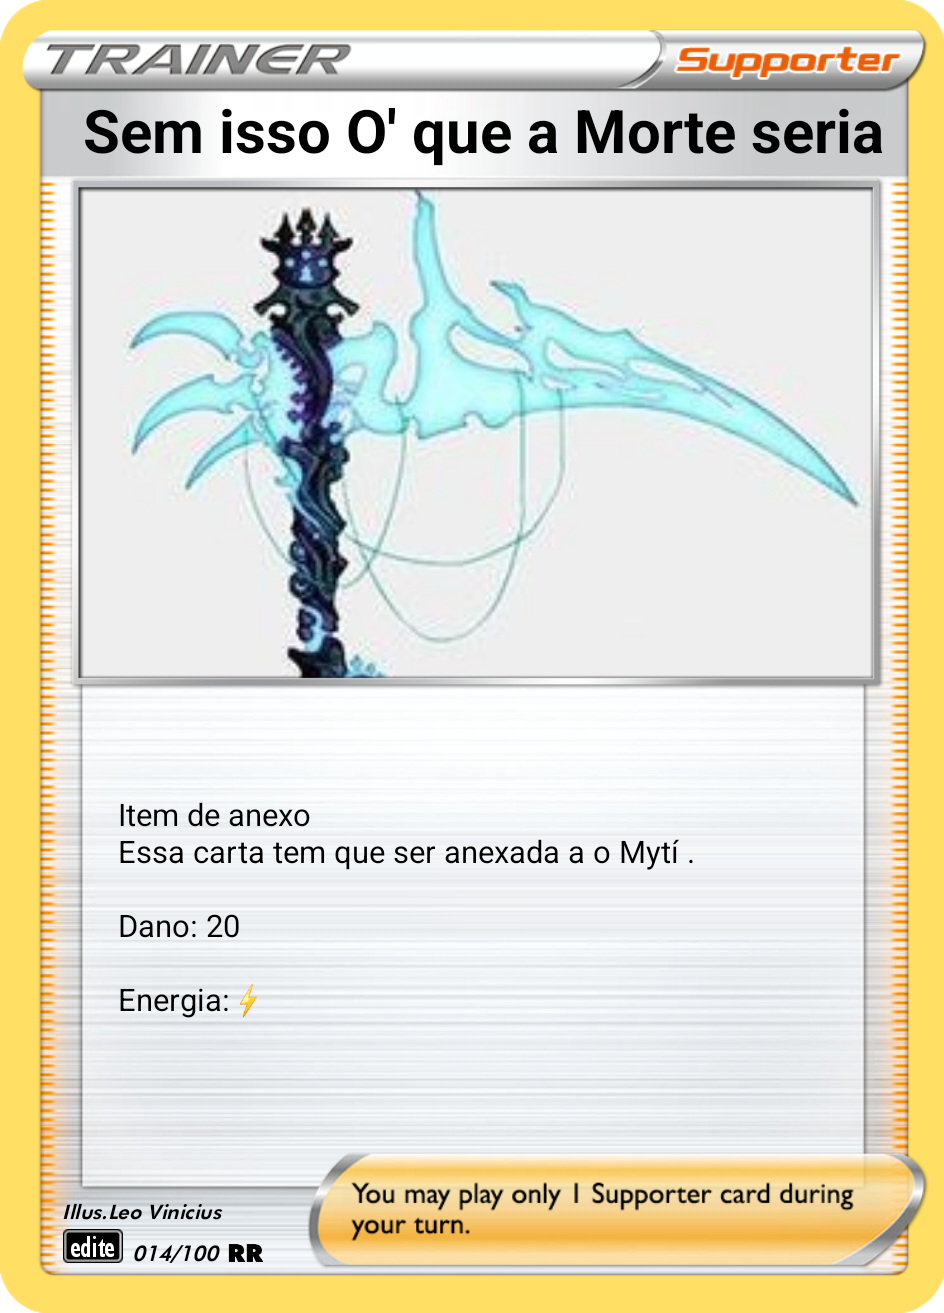 TRAINER
Supporter
Sem isso O' que a Morte seria
Item de anexo
Essa carta tem que ser anexada a o Mytí .
Dano: 20
Energia: ⚡
You may play only 1 Supporter card during
your turn.
Illus.Leo Vinicius
edite 014/100 RR